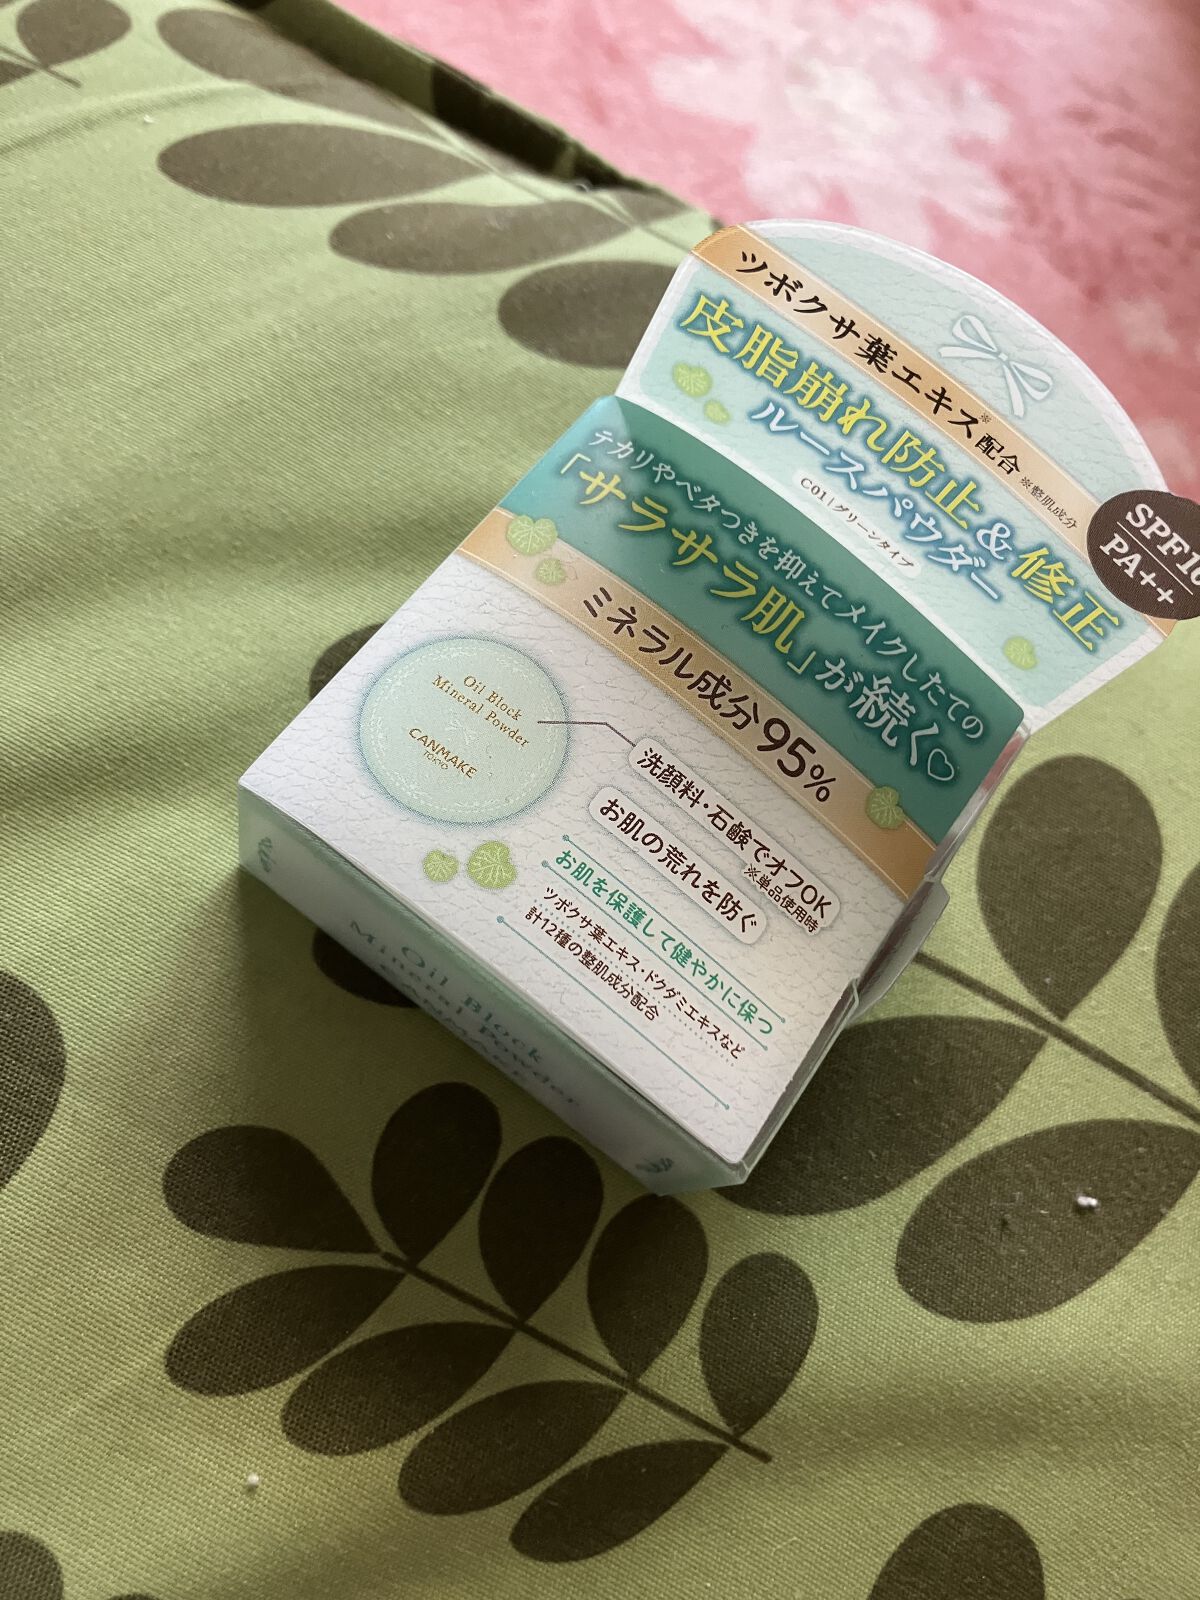 ツボクサ葉エキス※配合 ※整肌成分
皮脂崩れ防止&修正
ルースパウダー
C01|グリーンタイプ
SPF10
PA++
テカリやベタつきを抑えてメイクしたての
「サラサラ肌」が続く♡
ミネラル成分95%
Oil Block
Mineral Powder
CANMAKE
TOKYO
洗顔料・石鹸でオフOK
※単品使用時
お肌の荒れを防ぐ
お肌を保護して健やかに保つ
ツボクサ葉エキス・ドクダミエキスなど
計12種の整肌成分配合
Oil Block
Mineral Powder
CANMAKE